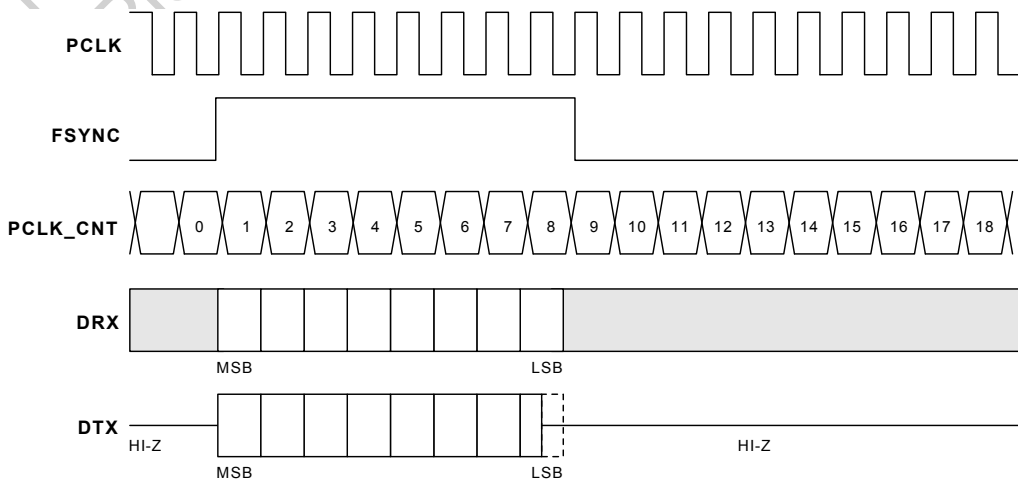 PCLK
FSYNC
PCLK_CNT 0 1 2 3 4 5 6 7 8 9 10 11 12 13 14 15 16 17 18
DRX
MSB LSB
DTX
HI-Z HI-Z
MSB LSB